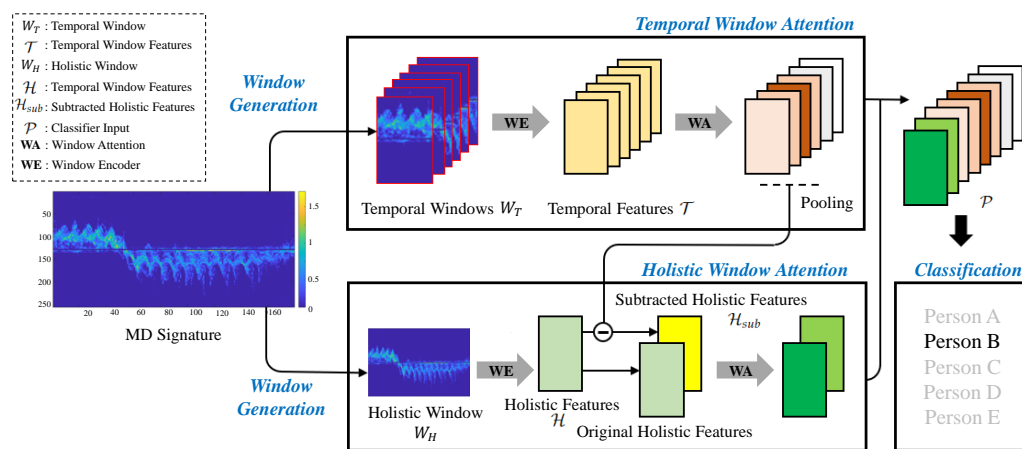 W_T : Temporal Window
𝒯 : Temporal Window Features
W_H : Holistic Window
ℋ : Temporal Window Features
ℋ_sub : Subtracted Holistic Features
𝒫 : Classifier Input
WA : Window Attention
WE : Window Encoder
Temporal Window Attention
Window
Generation
WE
WA
Temporal Windows W_T
Temporal Features 𝒯
Pooling
𝒫
50
100
150
200
250
20 40 60 80 100 120 140 160
1.5
1
0.5
0
MD Signature
Holistic Window Attention
Classification
Subtracted Holistic Features
ℋ_sub
WE
WA
Window
Generation
Holistic Window
W_H
Holistic Features
ℋ
Original Holistic Features
Person A
Person B
Person C
Person D
Person E